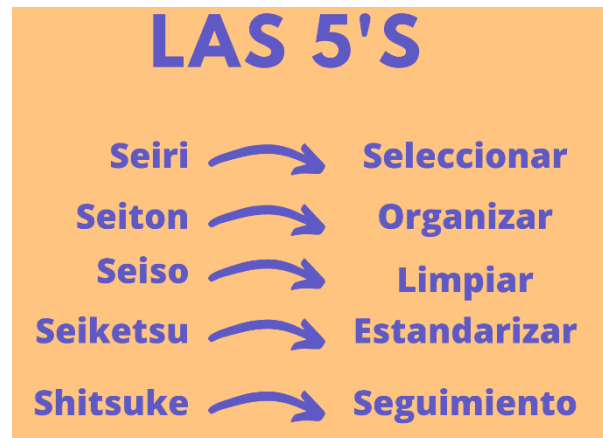 LAS 5'S
Seiri Seleccionar
Seiton Organizar
Seiso Limpiar
Seiketsu Estandarizar
Shitsuke Seguimiento